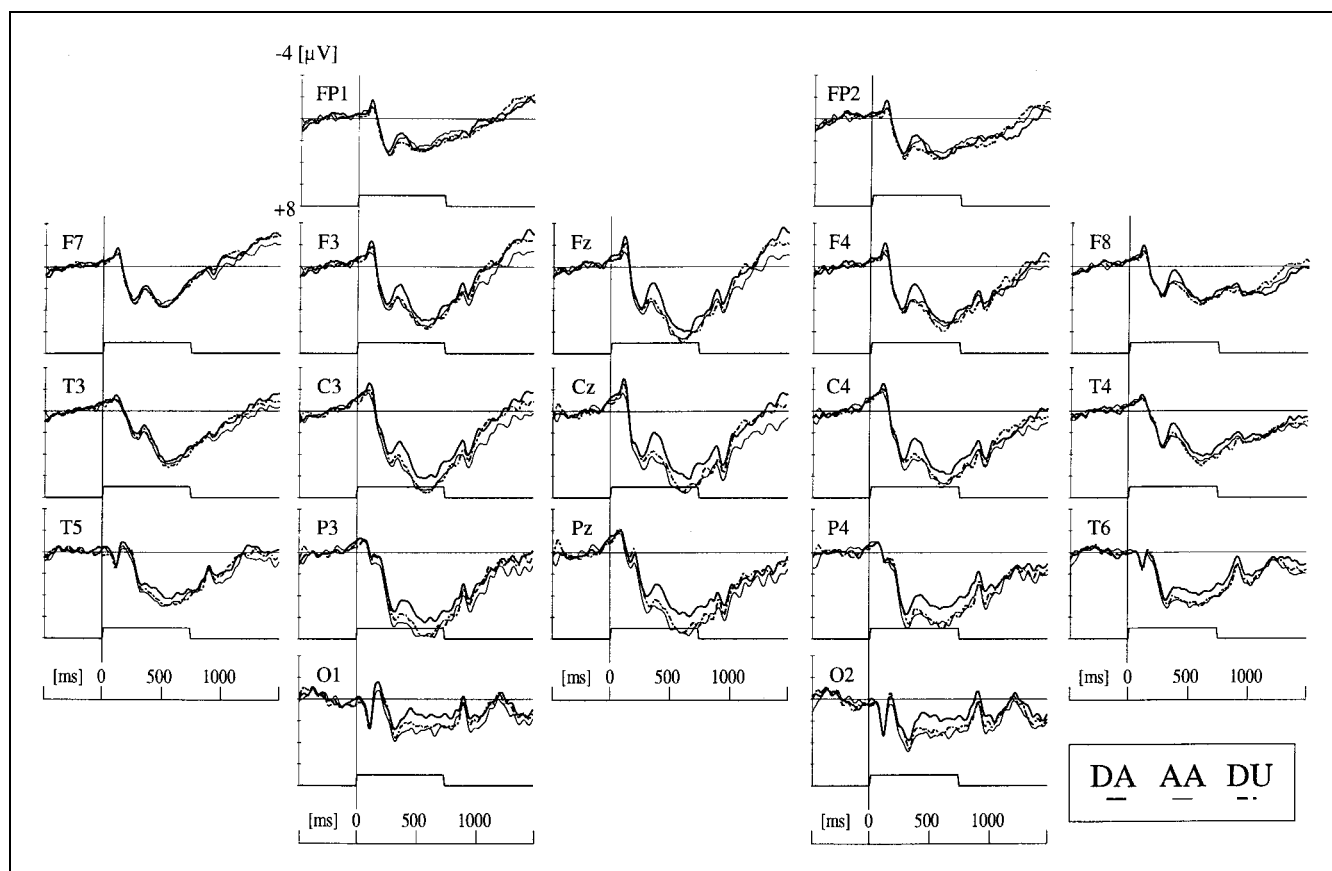 -4 [µV]
FP1 FP2
+8
F7 F3 Fz F4 F8
T3 C3 Cz C4 T4
T5 P3 Pz P4 T6
[ms] 0 500 1000 O1 [ms] 0 500 1000 O2 [ms] 0 500 1000
DA AA DU
[ms] 0 500 1000 [ms] 0 500 1000